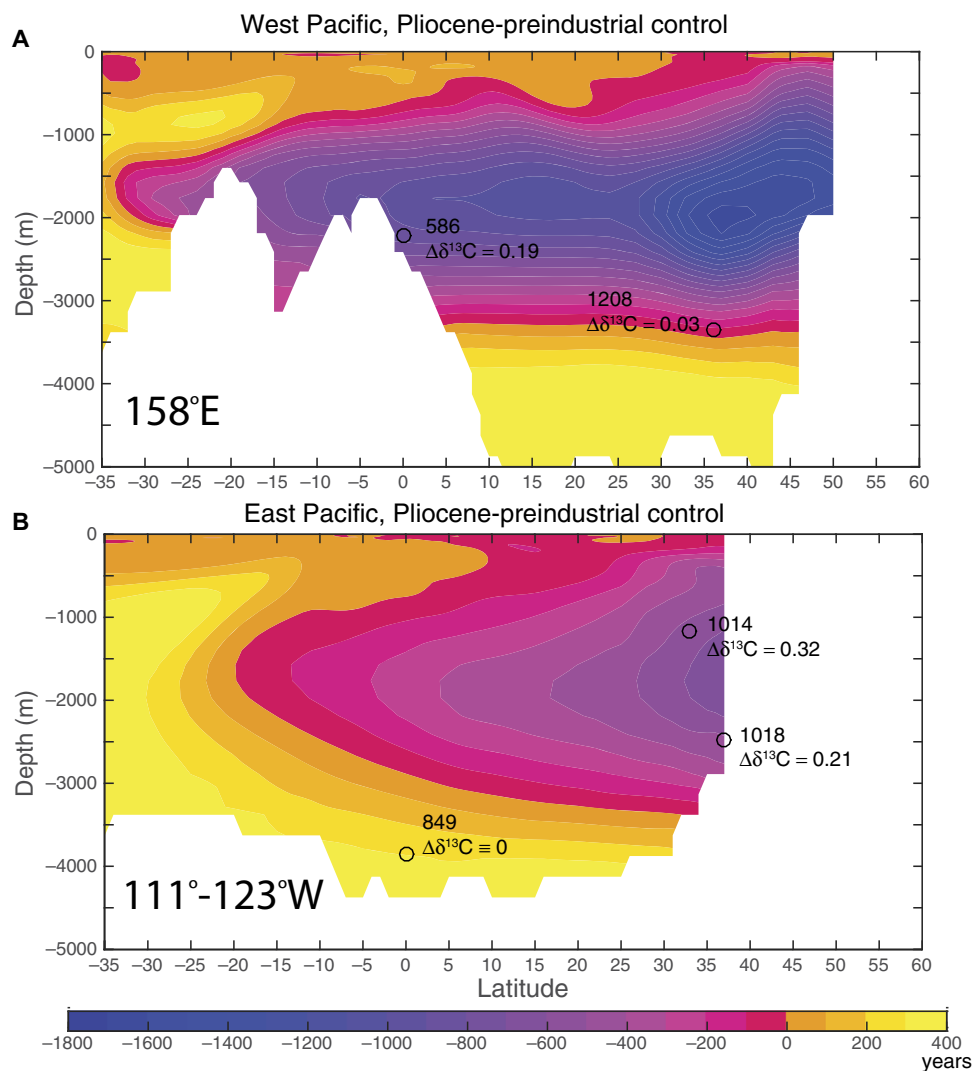 A
West Pacific, Pliocene-preindustrial control
0
−1000
−2000
−3000
−4000
−5000
Depth (m)
586
Δδ¹³C = 0.19
1208
Δδ¹³C = 0.03
158°E
−35 −30 −25 −20 −15 −10 −5 0 5 10 15 20 25 30 35 40 45 50 55 60
B
East Pacific, Pliocene-preindustrial control
0
−1000
−2000
−3000
−4000
−5000
Depth (m)
1014
Δδ¹³C = 0.32
1018
Δδ¹³C = 0.21
849
Δδ¹³C ≡ 0
111°-123°W
−35 −30 −25 −20 −15 −10 −5 0 5 10 15 20 25 30 35 40 45 50 55 60
Latitude
−1800 −1600 −1400 −1200 −1000 −800 −600 −400 −200 0 200 400
years